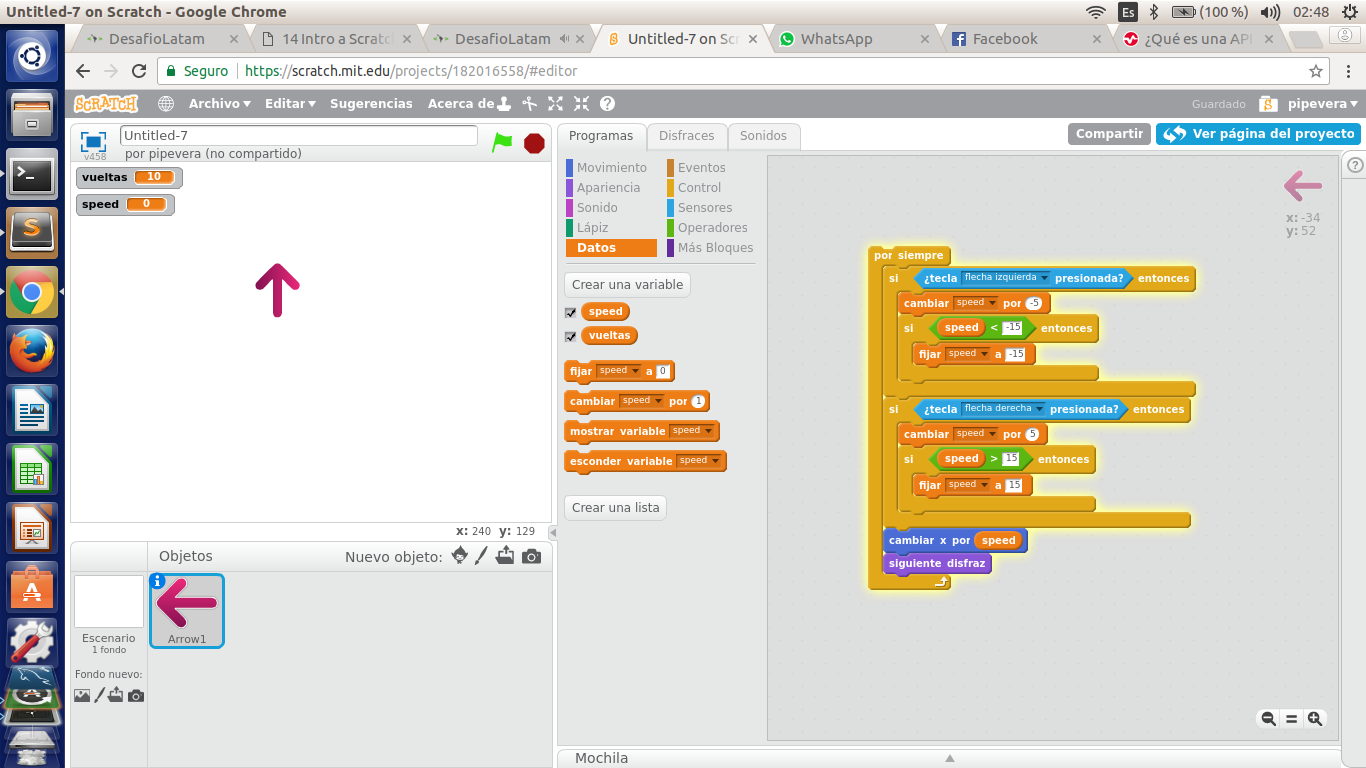 Untitled-7 on Scratch - Google Chrome
Es
(100 %)
02:48
DesafioLatam
14 Intro a Scratc
DesafioLatam
Untitled-7 on Scr
WhatsApp
Facebook
¿Qué es una API
Seguro
https://scratch.mit.edu/projects/182016558/#editor
SCRATCH
Archivo
Editar
Sugerencias
Acerca de
Guardado
pipevera
v458
Untitled-7
por pipevera (no compartido)
Programas
Disfraces
Sonidos
Compartir
Ver página del proyecto
vueltas 10
speed 0
Movimiento
Apariencia
Sonido
Lápiz
Datos
Eventos
Control
Sensores
Operadores
Más Bloques
Crear una variable
speed
vueltas
fijar speed a 0
cambiar speed por 1
mostrar variable speed
esconder variable speed
Crear una lista
x: -34
y: 52
por siempre
si ¿tecla flecha izquierda presionada? entonces
cambiar speed por -5
si speed < -15 entonces
fijar speed a -15
si ¿tecla flecha derecha presionada? entonces
cambiar speed por 5
si speed > 15 entonces
fijar speed a 15
cambiar x por speed
siguiente disfraz
x: 240 y: 129
Objetos
Nuevo objeto:
Escenario
1 fondo
Fondo nuevo:
Arrow1
Mochila